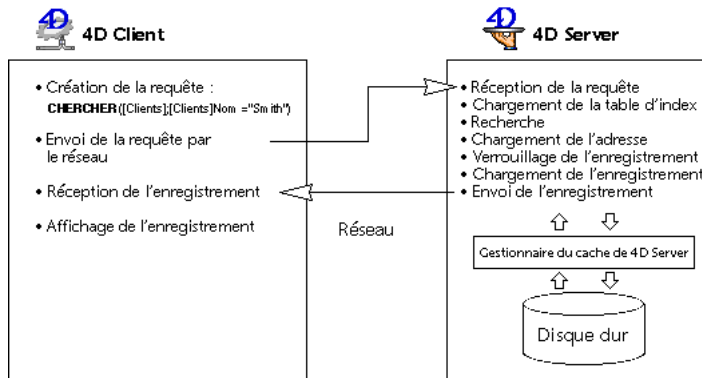 4D Client
• Création de la requête :
CHERCHER([Clients];[Clients]Nom ="Smith")
• Envoi de la requête par
le réseau
• Réception de l'enregistrement
• Affichage de l'enregistrement
Réseau
4D Server
• Réception de la requête
• Chargement de la table d'index
• Recherche
• Chargement de l'adresse
• Verrouillage de l'enregistrement
• Chargement de l'enregistrement
• Envoi de l'enregistrement
Gestionnaire du cache de 4D Server
Disque dur